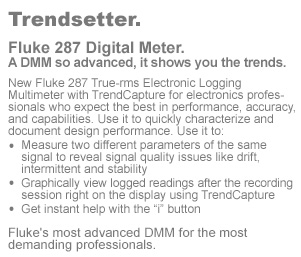 Trendsetter.
Fluke 287 Digital Meter.
A DMM so advanced, it shows you the trends.
New Fluke 287 True-rms Electronic Logging
Multimeter with TrendCapture for electronics profes-
sionals who expect the best in performance, accuracy,
and capabilities. Use it to quickly characterize and
document design performance. Use it to:
• Measure two different parameters of the same
signal to reveal signal quality issues like drift,
intermittent and stability
• Graphically view logged readings after the recording
session right on the display using TrendCapture
• Get instant help with the “i” button
Fluke's most advanced DMM for the most
demanding professionals.